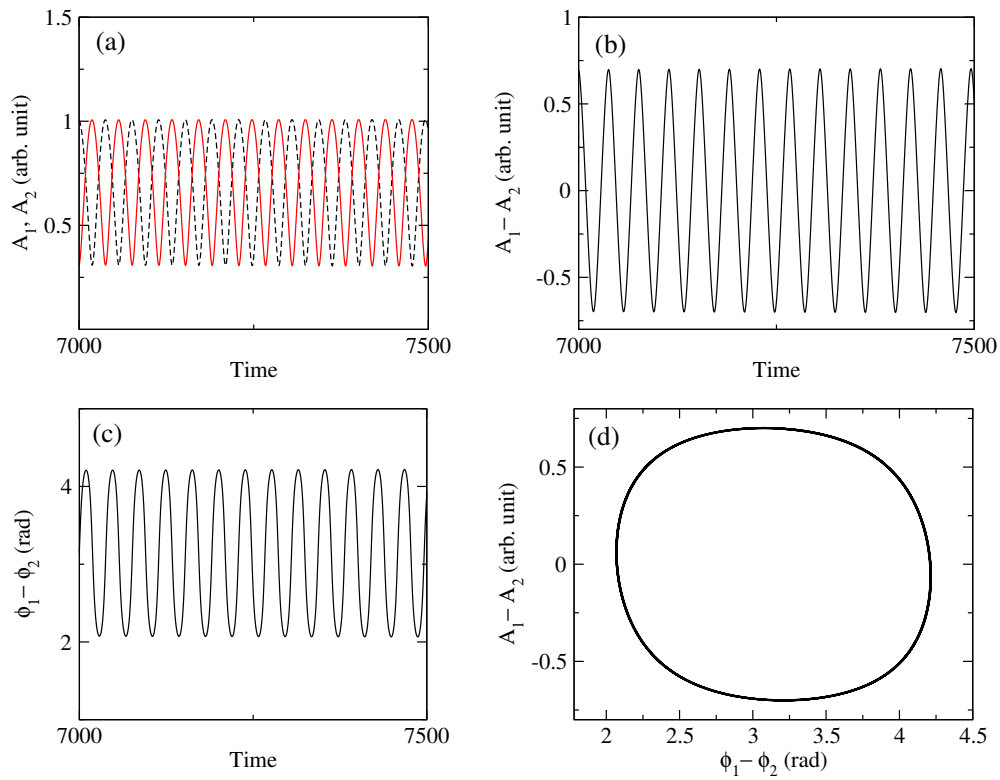 (a)
1.5
1
0.5
A₁, A₂ (arb. unit)
7000
7500
Time
(b)
1
0.5
0
-0.5
A₁− A₂ (arb. unit)
7000
7500
Time
(c)
4
2
ϕ₁− ϕ₂ (rad)
7000
7500
Time
(d)
0.5
0
-0.5
A₁− A₂ (arb. unit)
2
2.5
3
3.5
4
4.5
ϕ₁− ϕ₂ (rad)